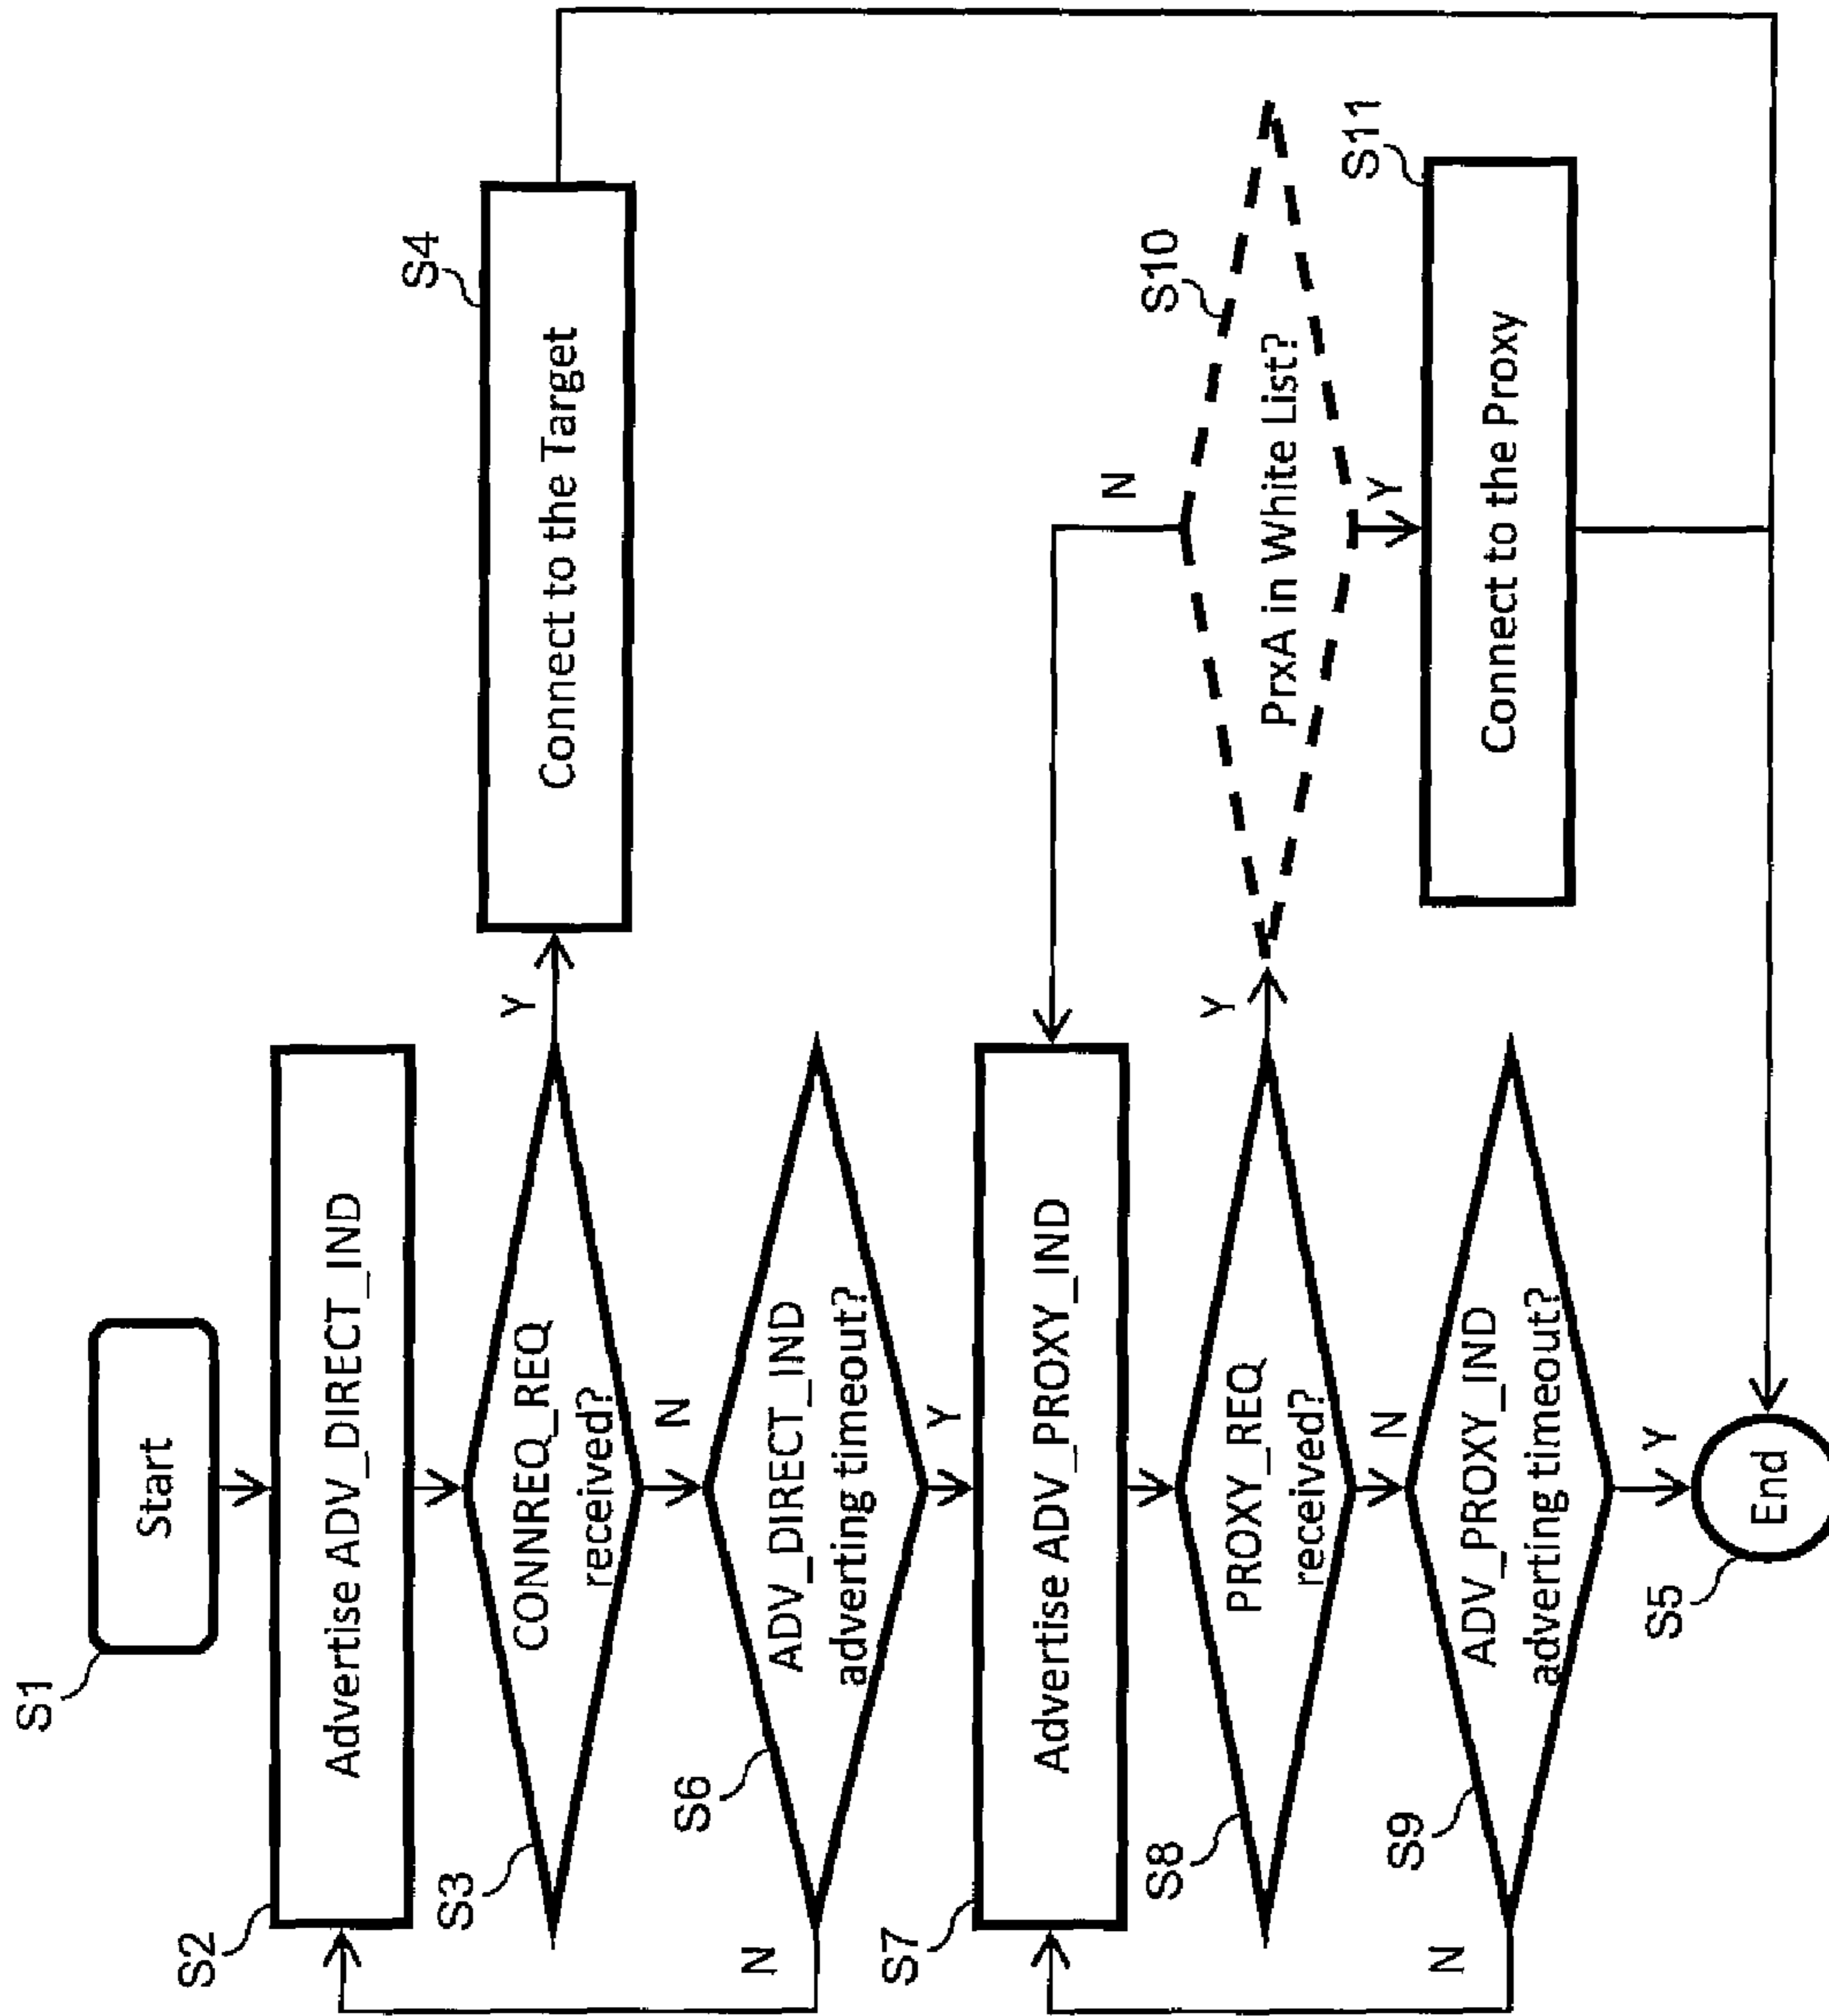 S1
Start
S2
Advertise ADV_DIRECT_IND
S3
CONREQ_REQ
received?
Y
S4
Connect to the Target
N
S6
ADV_DIRECT_IND
adverting timeout?
N
Y
S7
Advertise ADV_PROXY_IND
S8
PROXY_REQ
received?
Y
S10
PrxA in White List?
N
Y
S11
Connect to the Proxy
N
S9
ADV_PROXY_IND
adverting timeout?
N
Y
S5
End